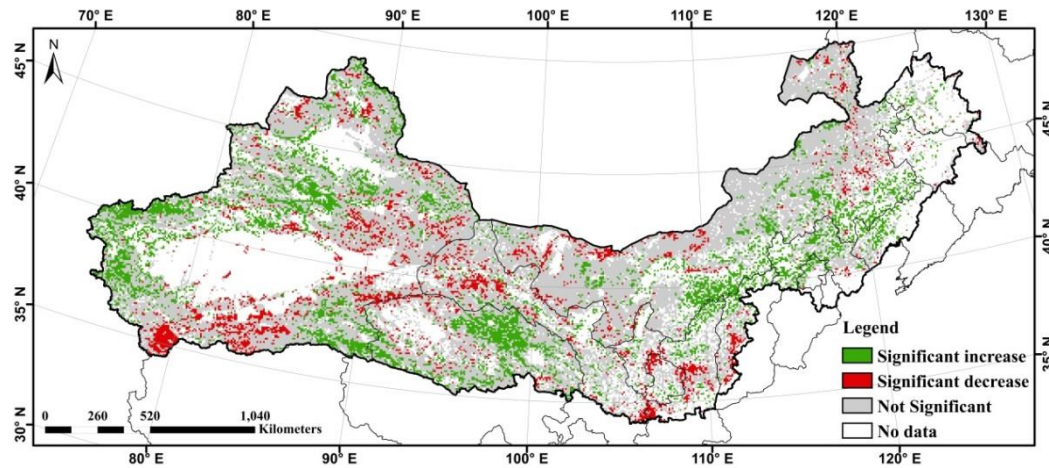 70° E 80° E 90° E 100° E 110° E 120° E 130° E
N
45° N
40° N
35° N
30° N
45° N
40° N
35° N
Legend
Significant increase
Significant decrease
Not Significant
No data
0 260 520 1,040
Kilometers
80° E 90° E 100° E 110° E 120° E